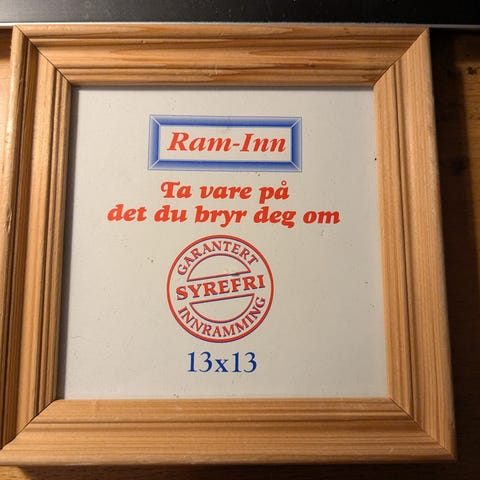 Ram-Inn
Ta vare på
det du bryr deg om
GARANTERT
SYREFRI
INNRAMMING
13x13